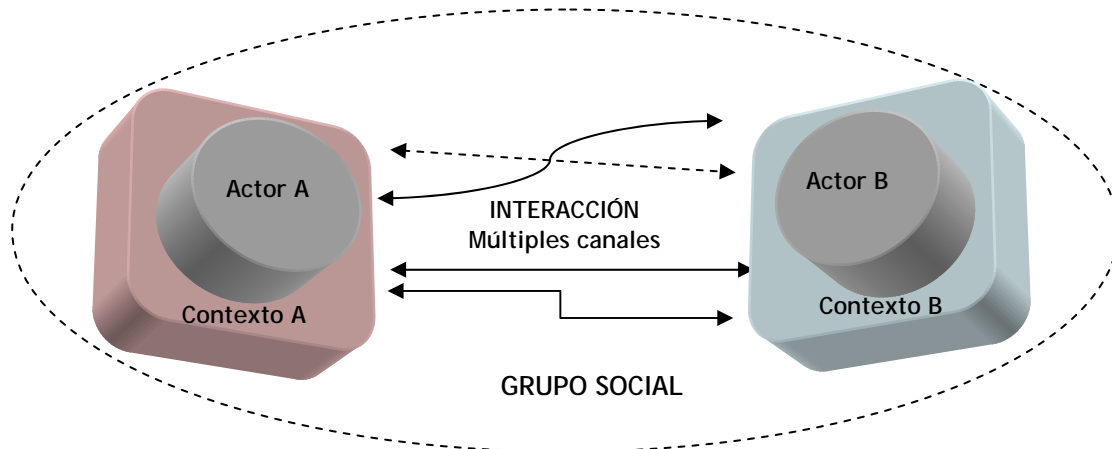 Actor A
Actor B
INTERACCIÓN
Múltiples canales
Contexto A
Contexto B
GRUPO SOCIAL